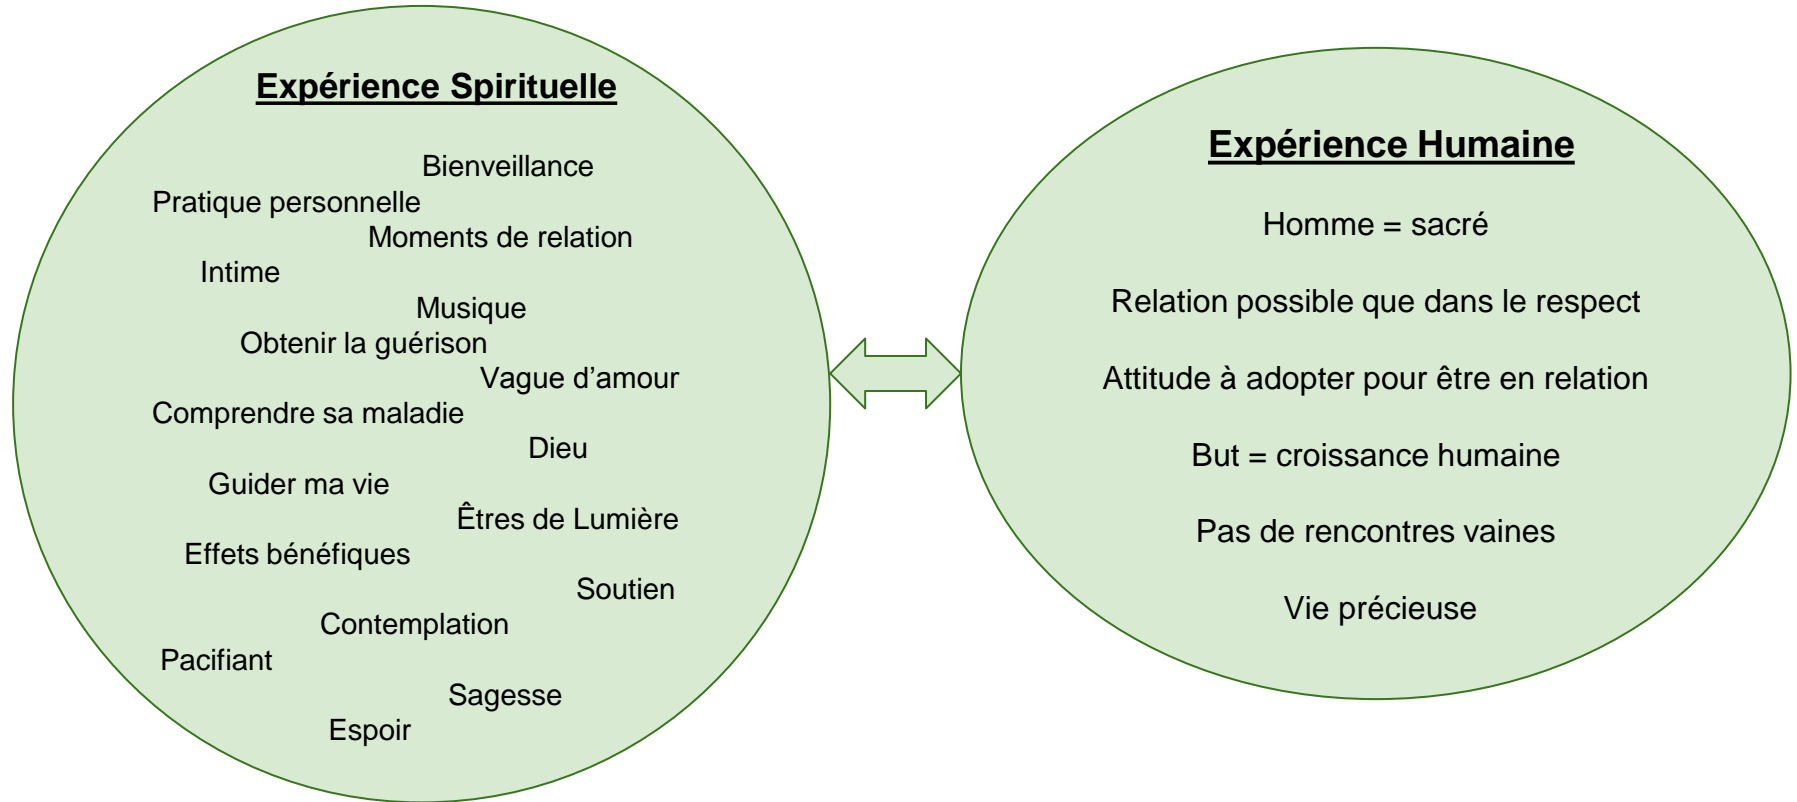 Expérience Spirituelle
Bienveillance
Pratique personnelle
Moments de relation
Intime
Musique
Obtenir la guérison
Vague d’amour
Comprendre sa maladie
Dieu
Guider ma vie
Êtres de Lumière
Effets bénéfiques
Soutien
Contemplation
Pacifiant
Sagesse
Espoir
Expérience Humaine
Homme = sacré
Relation possible que dans le respect
Attitude à adopter pour être en relation
But = croissance humaine
Pas de rencontres vaines
Vie précieuse